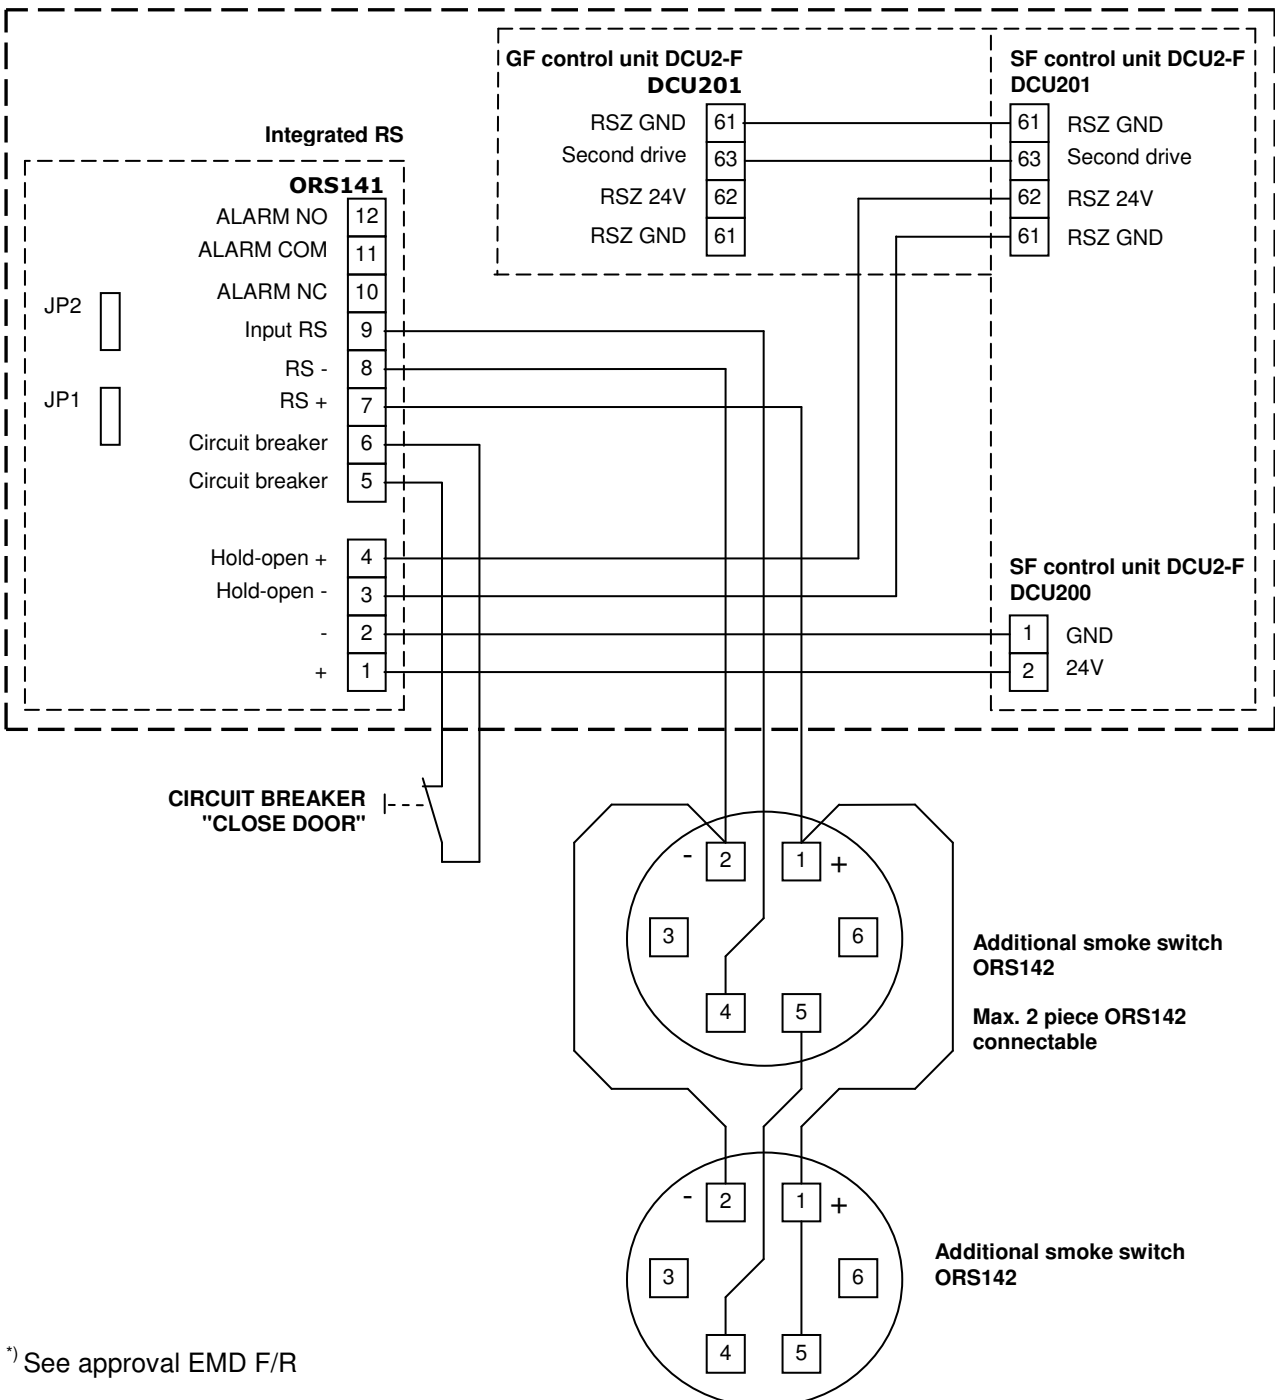 GF control unit DCU2-F
DCU201
RSZ GND 61
Second drive 63
RSZ 24V 62
RSZ GND 61
SF control unit DCU2-F
DCU201
61 RSZ GND
63 Second drive
62 RSZ 24V
61 RSZ GND
Integrated RS
ORS141
ALARM NO 12
ALARM COM 11
ALARM NC 10
Input RS 9
RS - 8
RS + 7
Circuit breaker 6
Circuit breaker 5
Hold-open + 4
Hold-open - 3
- 2
+ 1
JP2
JP1
SF control unit DCU2-F
DCU200
1 GND
2 24V
CIRCUIT BREAKER
"CLOSE DOOR"
- 2 1 +
3 6
4 5
Additional smoke switch
ORS142
Max. 2 piece ORS142
connectable
- 2 1 +
3 6
4 5
Additional smoke switch
ORS142
*) See approval EMD F/R